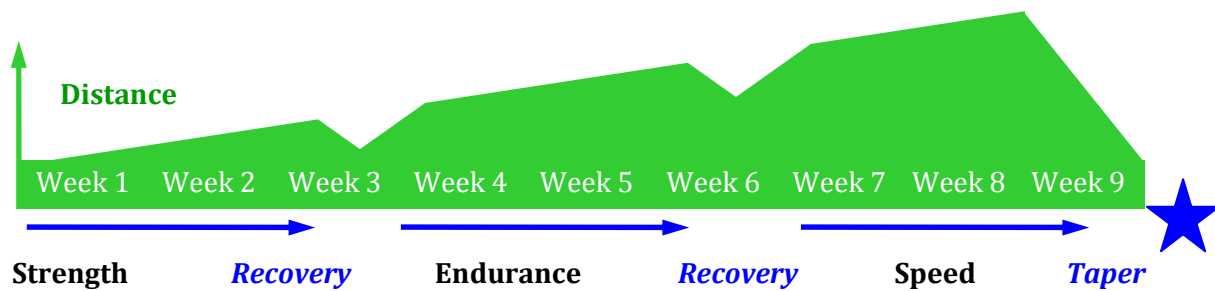 Distance
Week 1 Week 2 Week 3 Week 4 Week 5 Week 6 Week 7 Week 8 Week 9
Strength Recovery Endurance Recovery Speed Taper